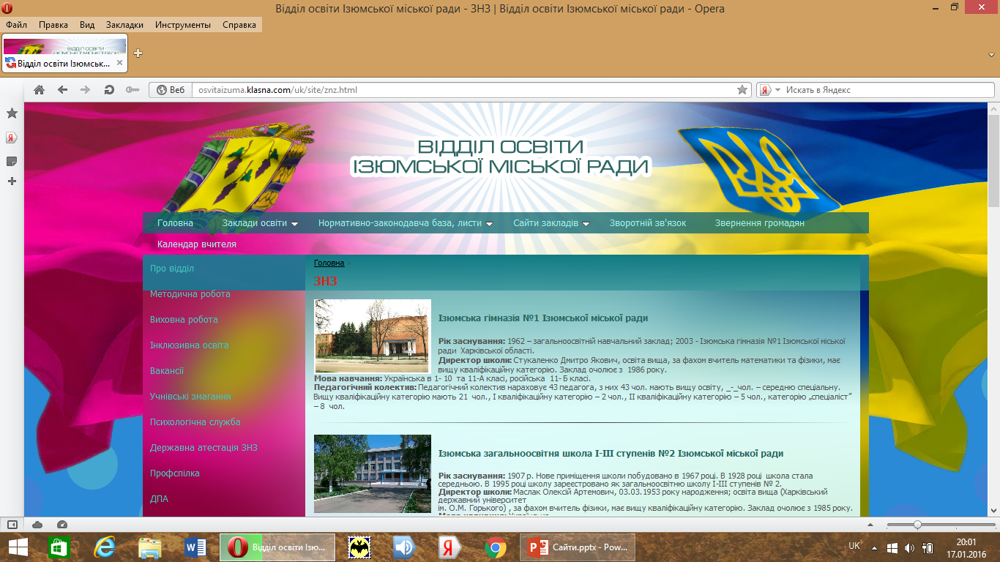 Відділ освіти Ізюмської міської ради - ЗНЗ | Відділ освіти Ізюмської міської ради - Opera
Файл Правка Вид Закладки Инструменты Справка
ВІДДІЛ ОСВІТИ
ІЗЮМСЬКОЇ МІСЬКОЇ РАДИ
Відділ освіти Ізюмськ...
Веб osvitaizuma.klasna.com/uk/site/znz.html Искать в Яндекс
ВІДДІЛ ОСВІТИ
ІЗЮМСЬКОЇ МІСЬКОЇ РАДИ
Головна Заклади освіти Нормативно-законодавча база, листи Сайти закладів Зворотній зв'язок Звернення громадян
Календар вчителя
Про відділ
Методична робота
Виховна робота
Інклюзивна освіта
Вакансії
Учнівські змагання
Психологічна служба
Державна атестація ЗНЗ
Профспілка
ДПА
Головна »
ЗНЗ
Ізюмська гімназія №1 Ізюмської міської ради
Рік заснування: 1962 – загальноосвітній навчальний заклад; 2003 - Ізюмська гімназія №1 Ізюмської міської
ради Харківської області.
Директор школи: Стукаленко Дмитро Якович, освіта вища, за фахом вчитель математики та фізики, має
вищу кваліфікаційну категорію. Заклад очолює з 1986 року.
Мова навчання: Українська в 1- 10 та 11-А класі, російська 11- Б класі.
Педагогічний колектив: Педагогічний колектив нараховує 43 педагога, з них 43 чол. мають вищу освіту, _-_чол. – середню спеціальну.
Вищу кваліфікаційну категорію мають 21 чол., І кваліфікаційну категорію – 2 чол., ІІ кваліфікаційну категорію – 5 чол., категорію „спеціаліст”
– 8 чол.
Ізюмська загальноосвітня школа І-ІІІ ступенів №2 Ізюмської міської ради
Рік заснування: 1907 р. Нове приміщення школи побудовано в 1967 році. В 1928 році школа стала
середньою. В 1995 році школу зареєстровано як загальноосвітню школу І-ІІІ ступенів № 2.
Директор школи: Маслак Олексій Артемович, 03.03.1953 року народження; освіта вища (Харківський
державний університет
ім. О.М. Горького) , за фахом вчитель фізики, має вищу кваліфікаційну категорію. Заклад очолює з 1985 року.
Мова навчання: Українська
Відділ освіти Ізю... Сайти.pptx - Pow... UK 20:01
17.01.2016